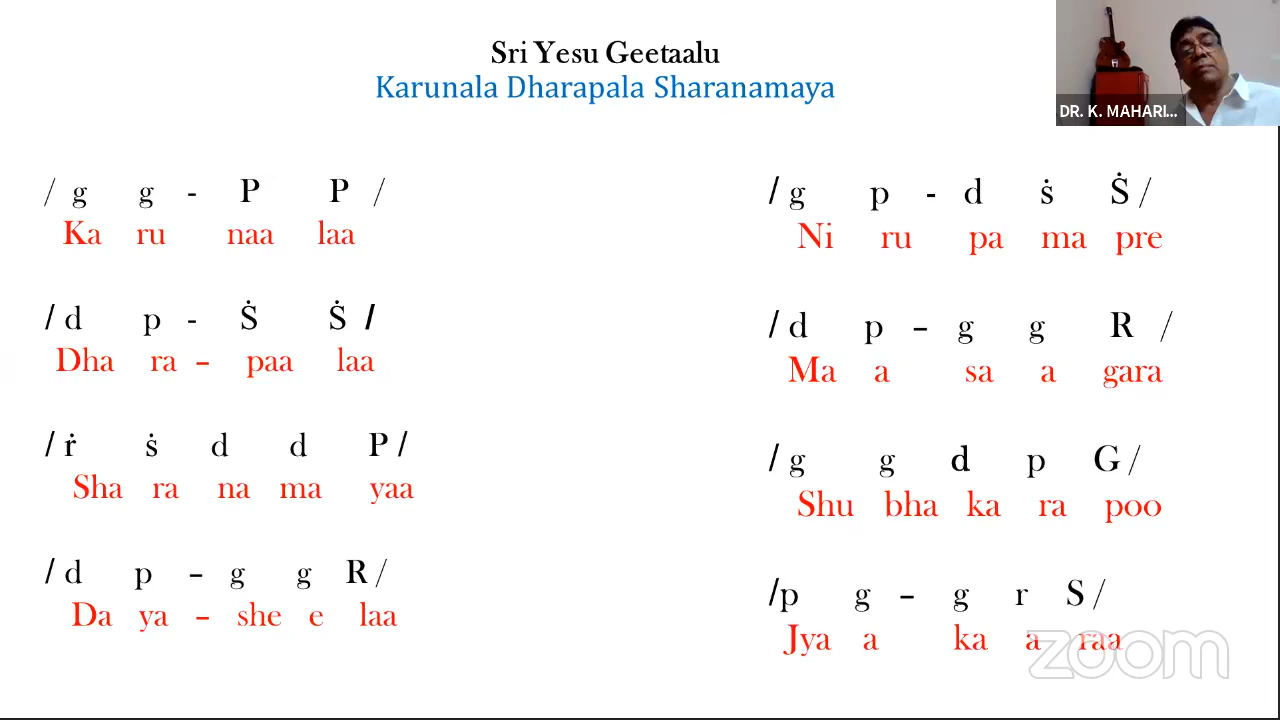 Sri Yesu Geetaalu
Karunala Dharapala Sharanamaya
DR. K. MAHARI...
/ g g - P P /
Ka ru naa laa
/ d p - Ṡ Ṡ /
Dha ra – paa laa
/ ṙ ṡ d d P /
Sha ra na ma yaa
/ d p – g g R /
Da ya – she e laa
/ g p - d ṡ Ṡ /
Ni ru pa ma pre
/ d p – g g R /
Ma a sa a gara
/ g g d p G /
Shu bha ka ra poo
/p g – g r S /
Jya a ka a raa
zoom